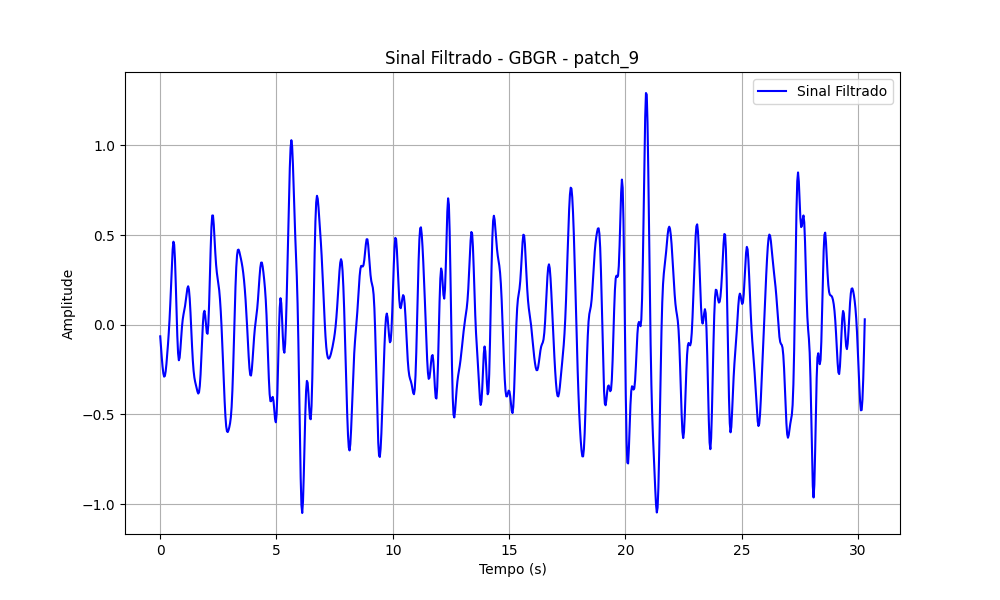 Sinal Filtrado - GBGR - patch_9
Sinal Filtrado
Amplitude
1.0
0.5
0.0
−0.5
−1.0
0 5 10 15 20 25 30
Tempo (s)